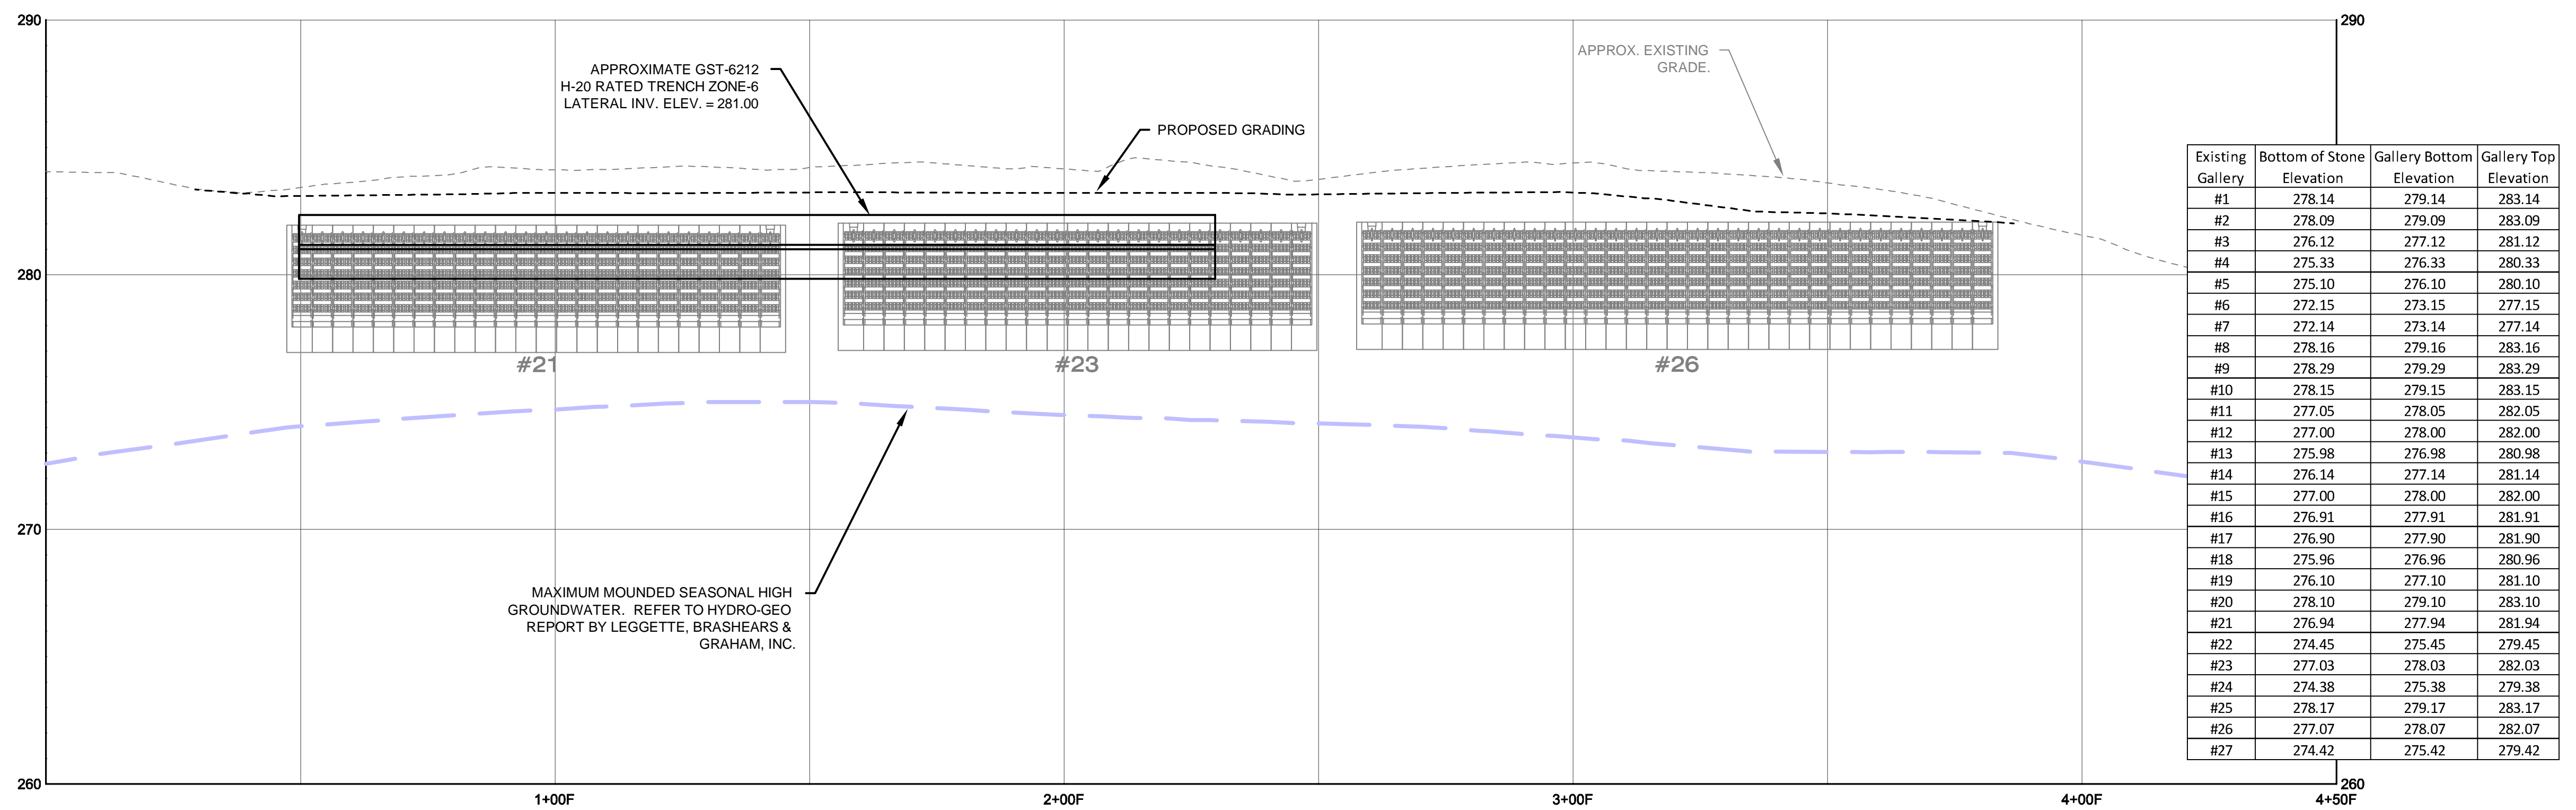 290
290
APPROXIMATE GST-6212
H-20 RATED TRENCH ZONE-6
LATERAL INV. ELEV. = 281.00
APPROX. EXISTING
GRADE.
PROPOSED GRADING
280
#21
#23
#26
270
MAXIMUM MOUNDED SEASONAL HIGH
GROUNDWATER. REFER TO HYDRO-GEO
REPORT BY LEGGETTE, BRASHEARS &
GRAHAM, INC.
260
260
1+00F
2+00F
3+00F
4+00F
4+50F
Existing Bottom of Stone Gallery Bottom Gallery Top
Gallery Elevation Elevation Elevation
#1 278.14 279.14 283.14
#2 278.09 279.09 283.09
#3 276.12 277.12 281.12
#4 275.33 276.33 280.33
#5 275.10 276.10 280.10
#6 272.15 273.15 277.15
#7 272.14 273.14 277.14
#8 278.16 279.16 283.16
#9 278.29 279.29 283.29
#10 278.15 279.15 283.15
#11 277.05 278.05 282.05
#12 277.00 278.00 282.00
#13 275.98 276.98 280.98
#14 276.14 277.14 281.14
#15 277.00 278.00 282.00
#16 276.91 277.91 281.91
#17 276.90 277.90 281.90
#18 275.96 276.96 280.96
#19 276.10 277.10 281.10
#20 278.10 279.10 283.10
#21 276.94 277.94 281.94
#22 274.45 275.45 279.45
#23 277.03 278.03 282.03
#24 274.38 275.38 279.38
#25 278.17 279.17 283.17
#26 277.07 278.07 282.07
#27 274.42 275.42 279.42